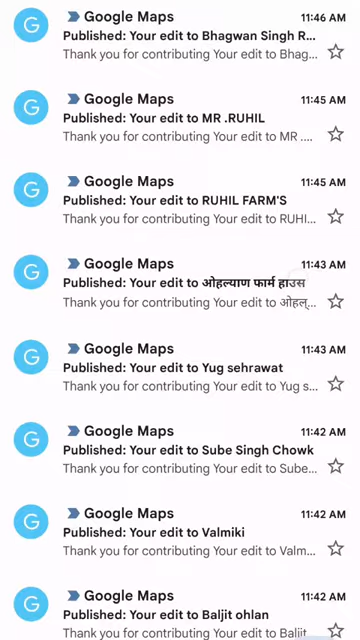 G
Google Maps
11:46 AM
Published: Your edit to Bhagwan Singh R...
Thank you for contributing Your edit to Bhag...
G
Google Maps
11:45 AM
Published: Your edit to MR .RUHIL
Thank you for contributing Your edit to MR ....
G
Google Maps
11:45 AM
Published: Your edit to RUHIL FARM'S
Thank you for contributing Your edit to RUHI...
G
Google Maps
11:43 AM
Published: Your edit to ओहल्याण फार्म हाउस
Thank you for contributing Your edit to ओहल्...
G
Google Maps
11:43 AM
Published: Your edit to Yug sehrawat
Thank you for contributing Your edit to Yug s...
G
Google Maps
11:42 AM
Published: Your edit to Sube Singh Chowk
Thank you for contributing Your edit to Sube...
G
Google Maps
11:42 AM
Published: Your edit to Valmiki
Thank you for contributing Your edit to Valm...
G
Google Maps
11:42 AM
Published: Your edit to Baljit ohlan
Thank you for contributing Your edit to Baljit...